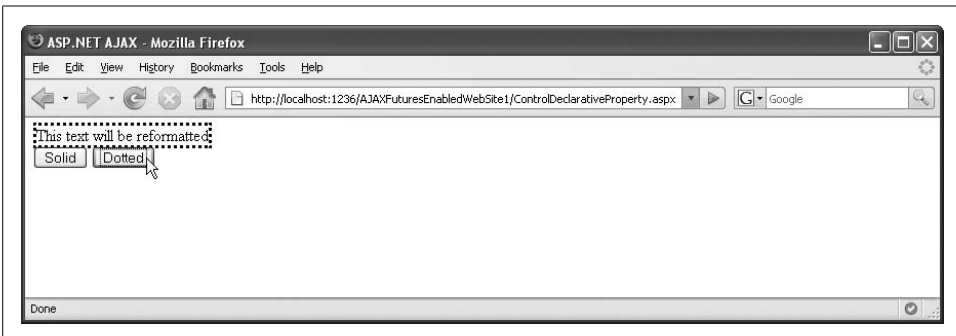 ASP.NET AJAX - Mozilla Firefox
File Edit View History Bookmarks Tools Help
http://localhost:1236/AJAXFuturesEnabledWebSite1/ControlDeclarativeProperty.aspx G Google
This text will be reformatted
Solid Dotted
Done